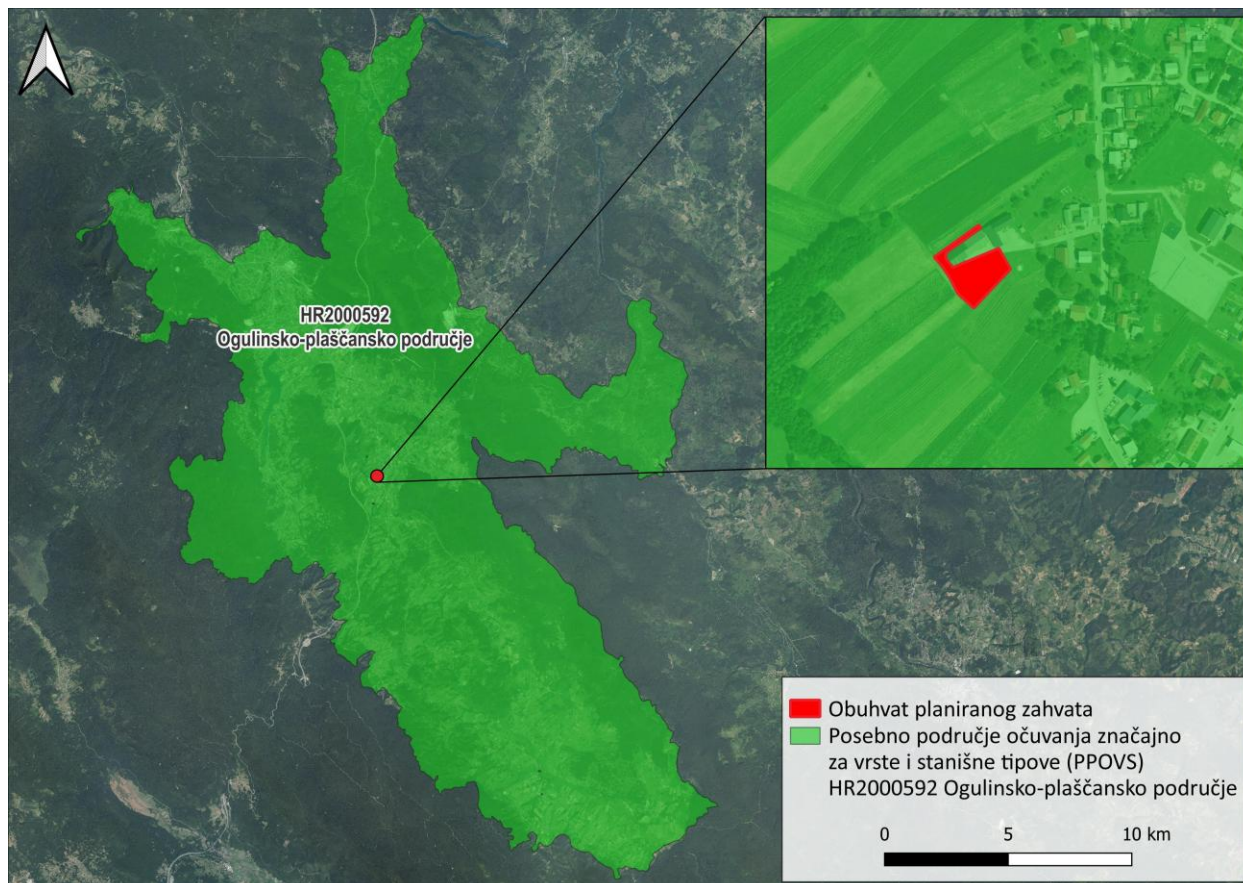 HR2000592
Ogulinsko-plaščansko područje
Obuhvat planiranog zahvata
Posebno područje očuvanja značajno
za vrste i stanišne tipove (PPOVS)
HR2000592 Ogulinsko-plaščansko područje
0 5 10 km